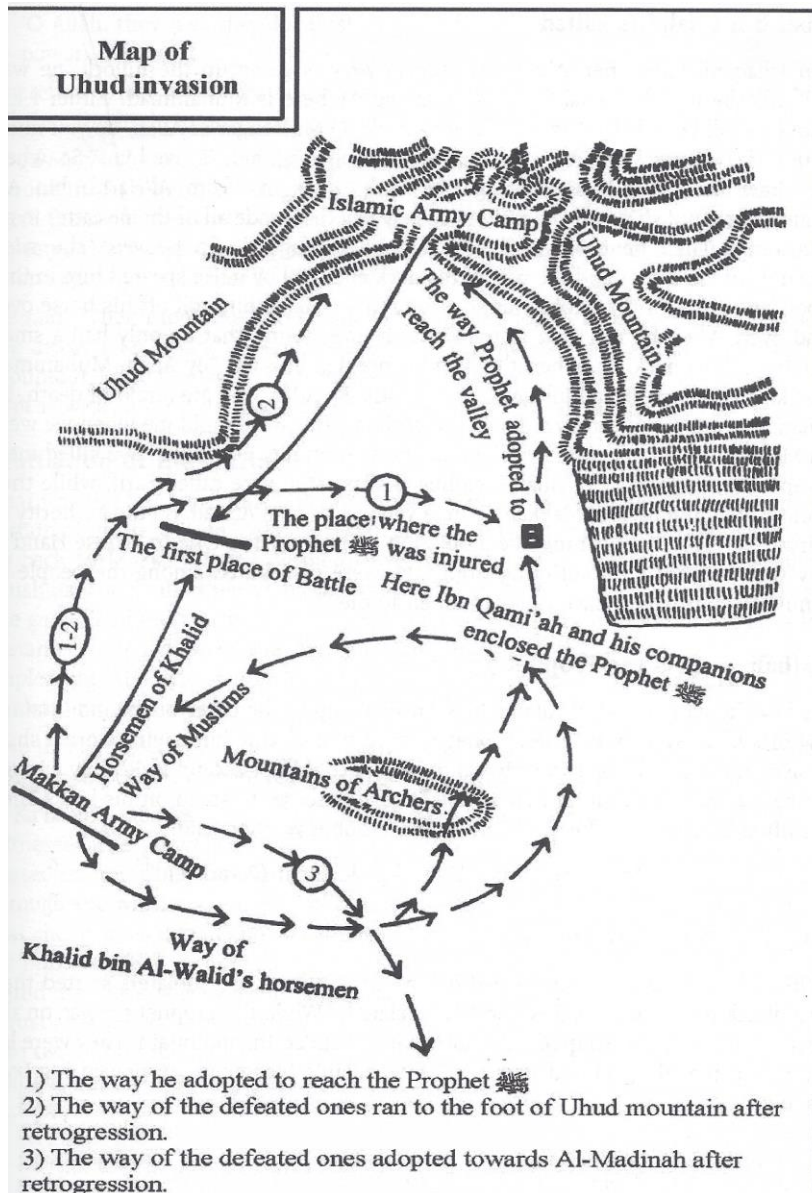 Map of
Uhud invasion
Islamic Army Camp
Uhud Mountain
Uhud Mountain
The way Prophet adopted to
reach the valley
2
1
The place where the
Prophet ﷺ was injured
The first place of Battle
Here Ibn Qami'ah and his companions
enclosed the Prophet ﷺ
1-2
Horsemen of Khalid
Way of Muslims
Mountains of Archers
Makkan Army Camp
3
Way of
Khalid bin Al-Walid's horsemen
1) The way he adopted to reach the Prophet ﷺ
2) The way of the defeated ones ran to the foot of Uhud mountain after
retrogression.
3) The way of the defeated ones adopted towards Al-Madinah after
retrogression.